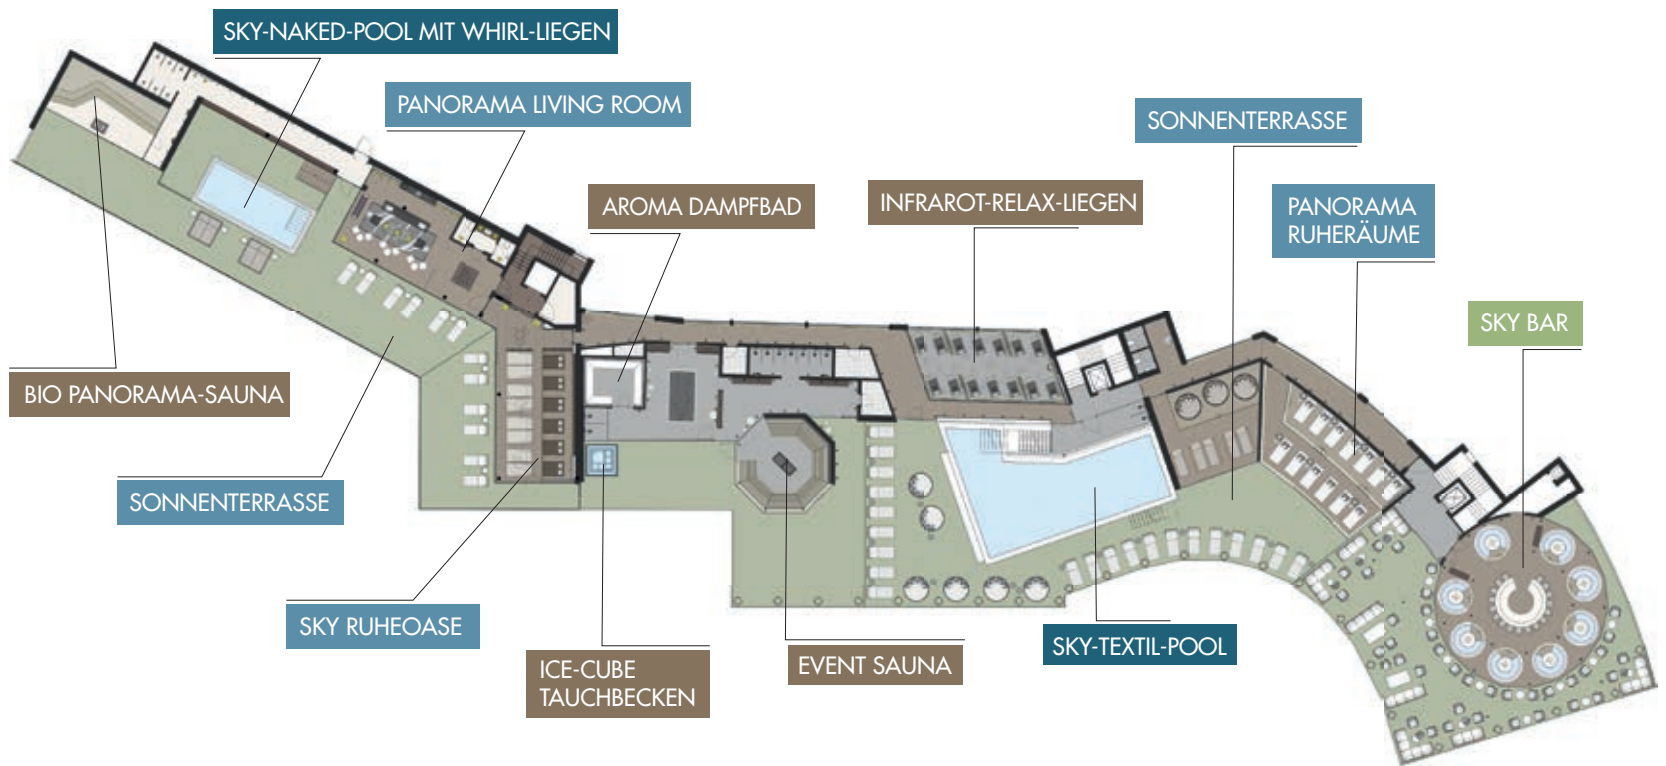 SKY-NAKED-POOL MIT WHIRL-LIEGEN
PANORAMA LIVING ROOM
SONNENTERRASSE
AROMA DAMPFBAD
INFRAROT-RELAX-LIEGEN
PANORAMA
RUHERÄUME
SKY BAR
BIO PANORAMA-SAUNA
SONNENTERRASSE
SKY RUHEOASE
ICE-CUBE
TAUCHBECKEN
EVENT SAUNA
SKY-TEXTIL-POOL